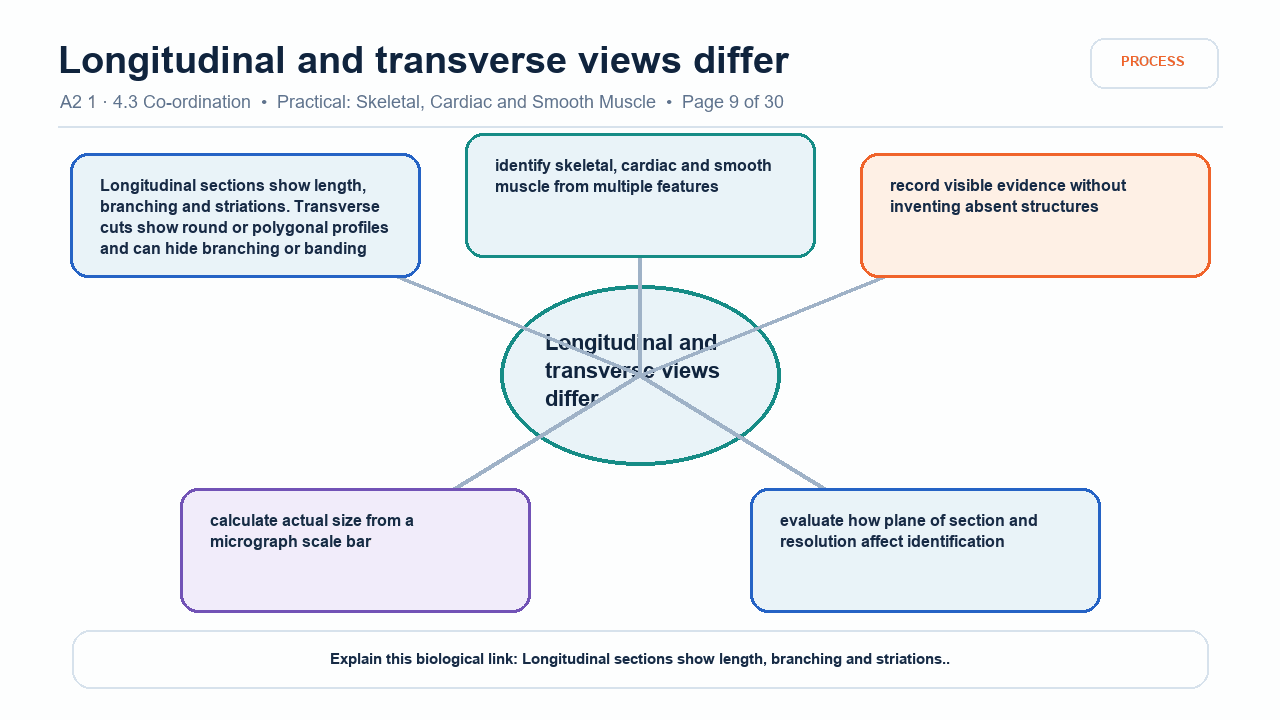 Longitudinal and transverse views differ
PROCESS
A2 1 · 4.3 Co-ordination • Practical: Skeletal, Cardiac and Smooth Muscle • Page 9 of 30
Longitudinal sections show length,
branching and striations. Transverse
cuts show round or polygonal profiles
and can hide branching or banding
identify skeletal, cardiac and smooth
muscle from multiple features
record visible evidence without
inventing absent structures
Longitudinal and
transverse views
differ
calculate actual size from a
micrograph scale bar
evaluate how plane of section and
resolution affect identification
Explain this biological link: Longitudinal sections show length, branching and striations..